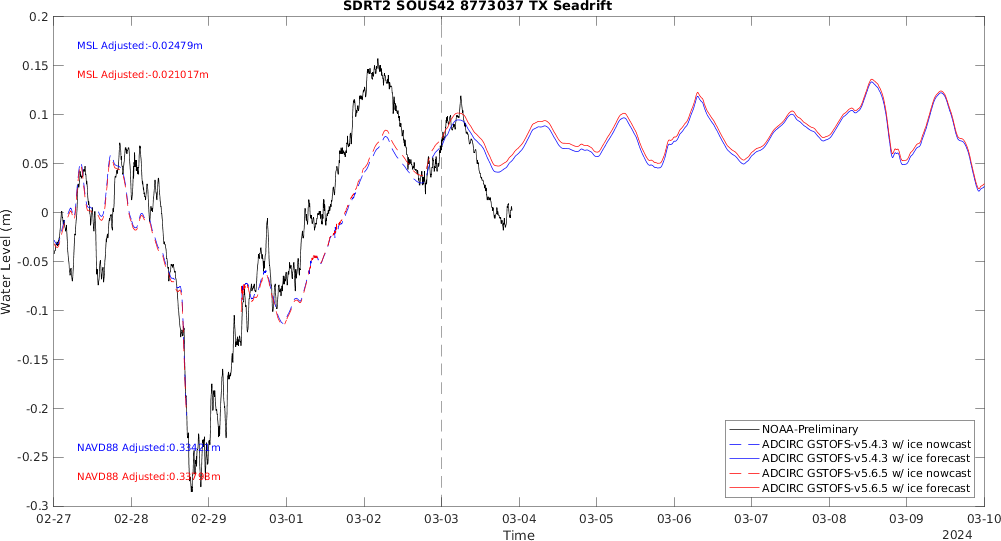 SDRT2 SOUS42 8773037 TX Seadrift
0.2
0.15
0.1
0.05
0
-0.05
-0.1
-0.15
-0.2
-0.25
-0.3
Water Level (m)
MSL Adjusted:-0.02479m
MSL Adjusted:-0.021017m
NAVD88 Adjusted:0.33421m
NAVD88 Adjusted:0.33798m
NOAA-Preliminary
ADCIRC GSTOFS-v5.4.3 w/ ice nowcast
ADCIRC GSTOFS-v5.4.3 w/ ice forecast
ADCIRC GSTOFS-v5.6.5 w/ ice nowcast
ADCIRC GSTOFS-v5.6.5 w/ ice forecast
02-27 02-28 02-29 03-01 03-02 03-03 03-04 03-05 03-06 03-07 03-08 03-09 03-10
Time
2024